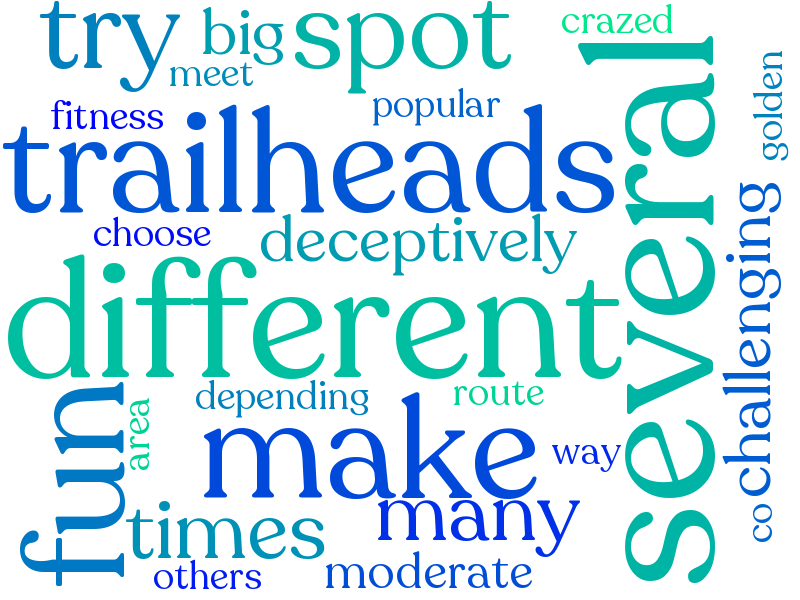 try
big
spot
crazed
meet
fitness
popular
golden
trailheads
several
choose
deceptively
challenging
different
depending
route
fun
area
make
way
many
times
co
others
moderate